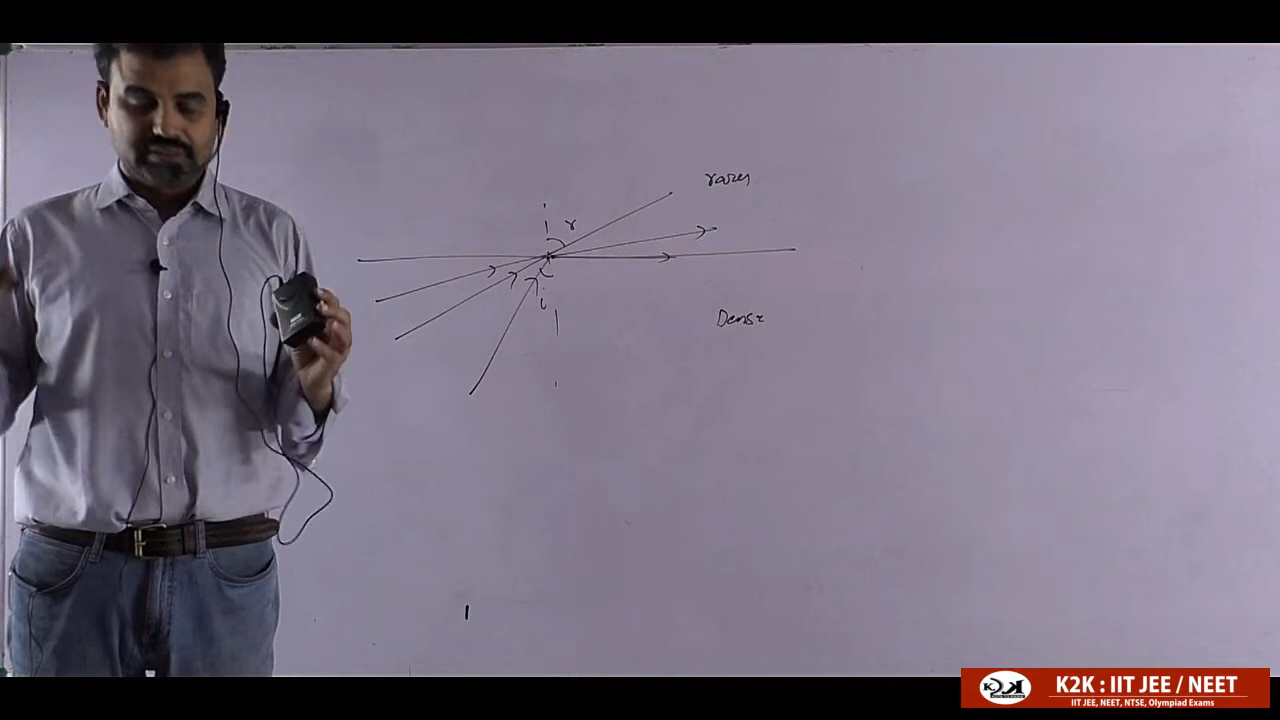 rarer
r
i
Dense
K2K : IIT JEE / NEET
IIT JEE, NEET, NTSE, Olympiad Exams